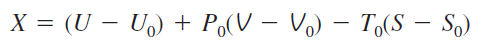 X = (U − U₀) + P₀(V − V₀) − T₀(S − S₀)